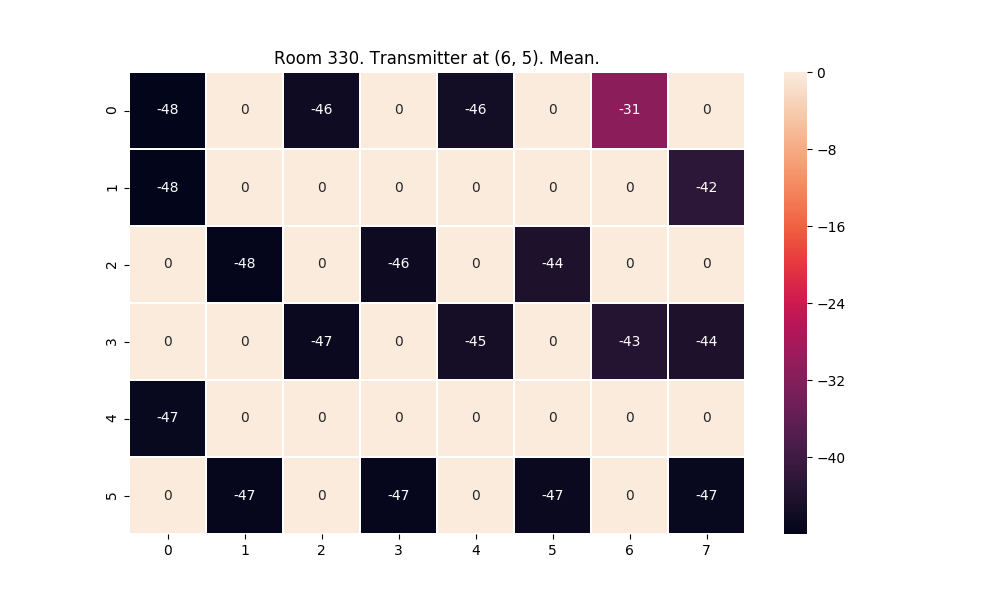 Room 330. Transmitter at (6, 5). Mean.
0 -48 0 -46 0 -46 0 -31 0
1 -48 0 0 0 0 0 0 -42
2 0 -48 0 -46 0 -44 0 0
3 0 0 -47 0 -45 0 -43 -44
4 -47 0 0 0 0 0 0 0
5 0 -47 0 -47 0 -47 0 -47
0 1 2 3 4 5 6 7
0
−8
−16
−24
−32
−40